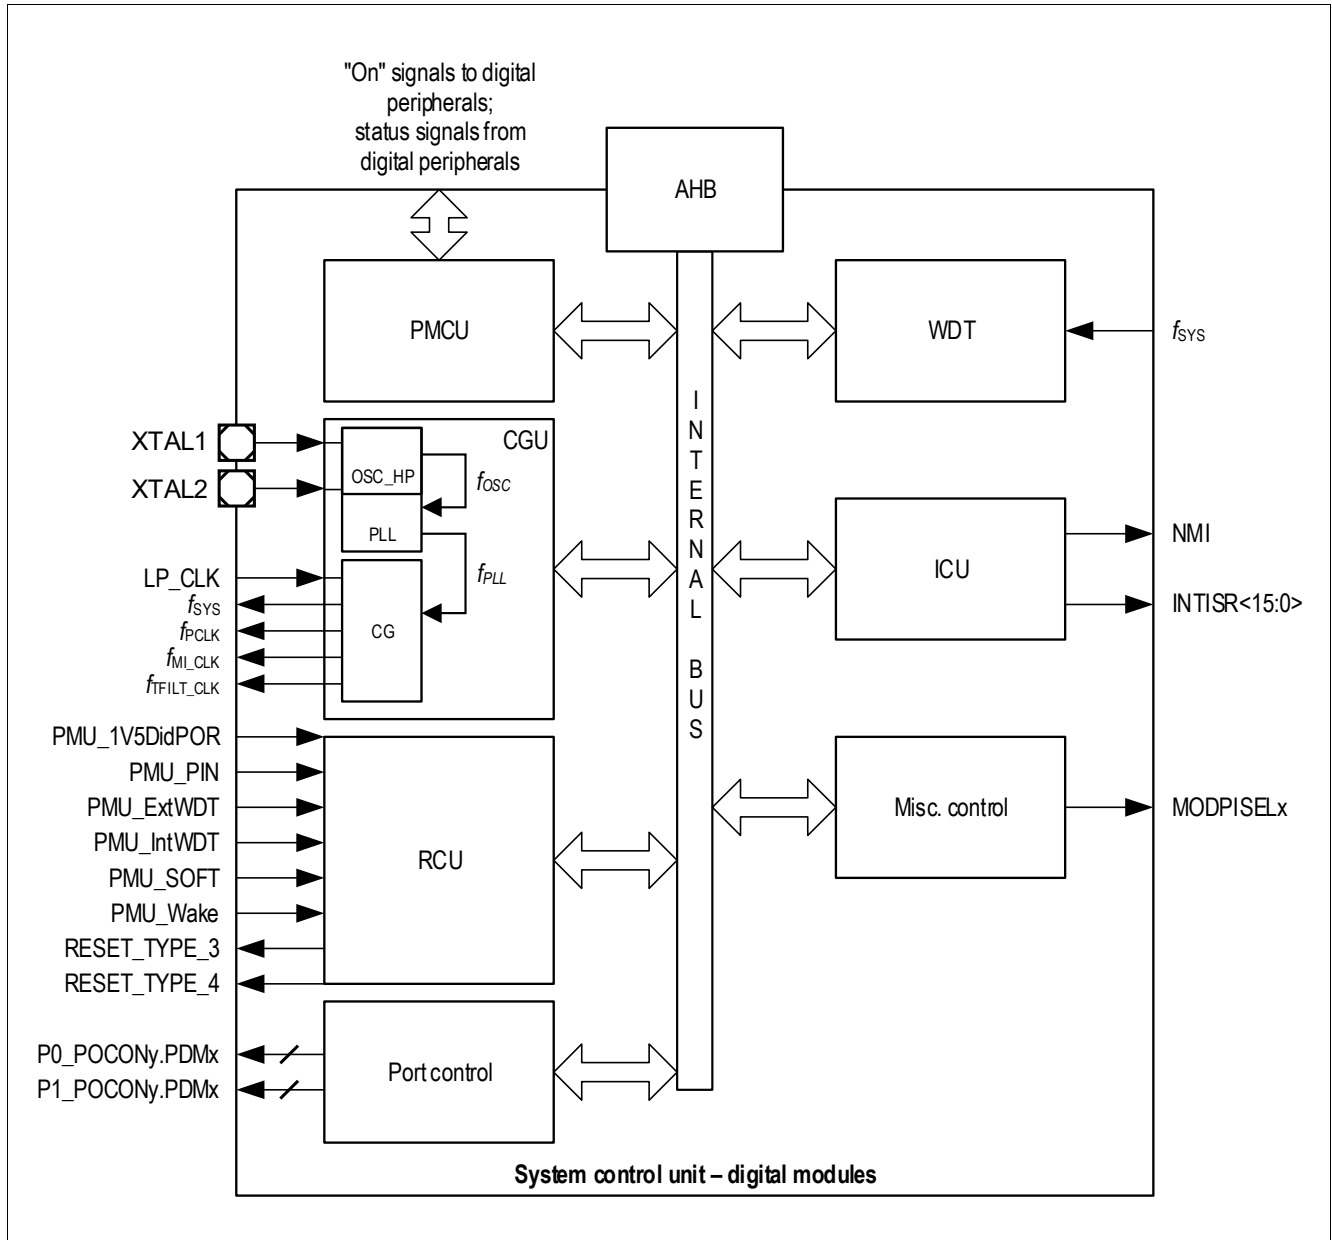 "On" signals to digital
peripherals;
status signals from
digital peripherals
AHB
PMCU
WDT
fSYS
INTERNAL BUS
XTAL1
XTAL2
CGU
OSC_HP
fOSC
PLL
fPLL
LP_CLK
fSYS
fPCLK
fMI_CLK
fTFILT_CLK
CG
ICU
NMI
INTISR<15:0>
PMU_1V5DidPOR
PMU_PIN
PMU_ExtWDT
PMU_IntWDT
PMU_SOFT
PMU_Wake
RESET_TYPE_3
RESET_TYPE_4
RCU
Misc. control
MODPISELx
P0_POCONy.PDMx
P1_POCONy.PDMx
Port control
System control unit – digital modules